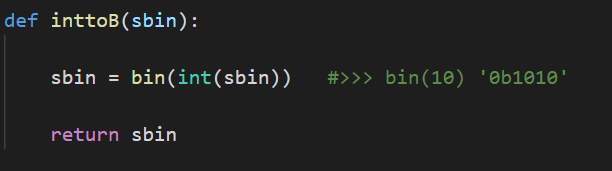 def inttoB(sbin):
sbin = bin(int(sbin)) #>>> bin(10) '0b1010'
return sbin